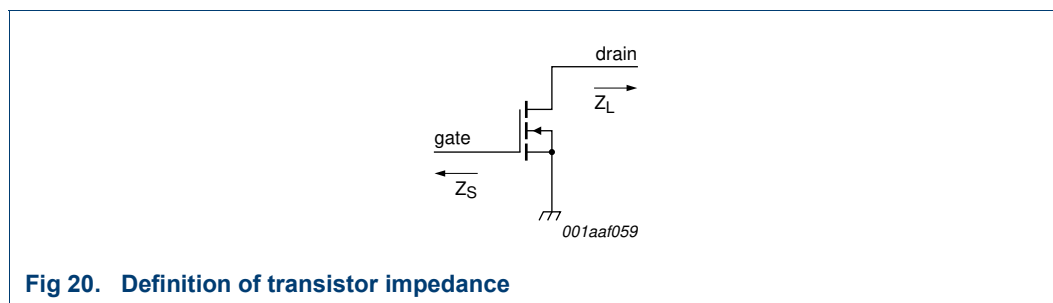 drain
Z_L
gate
Z_S
001aaf059
Fig 20. Definition of transistor impedance